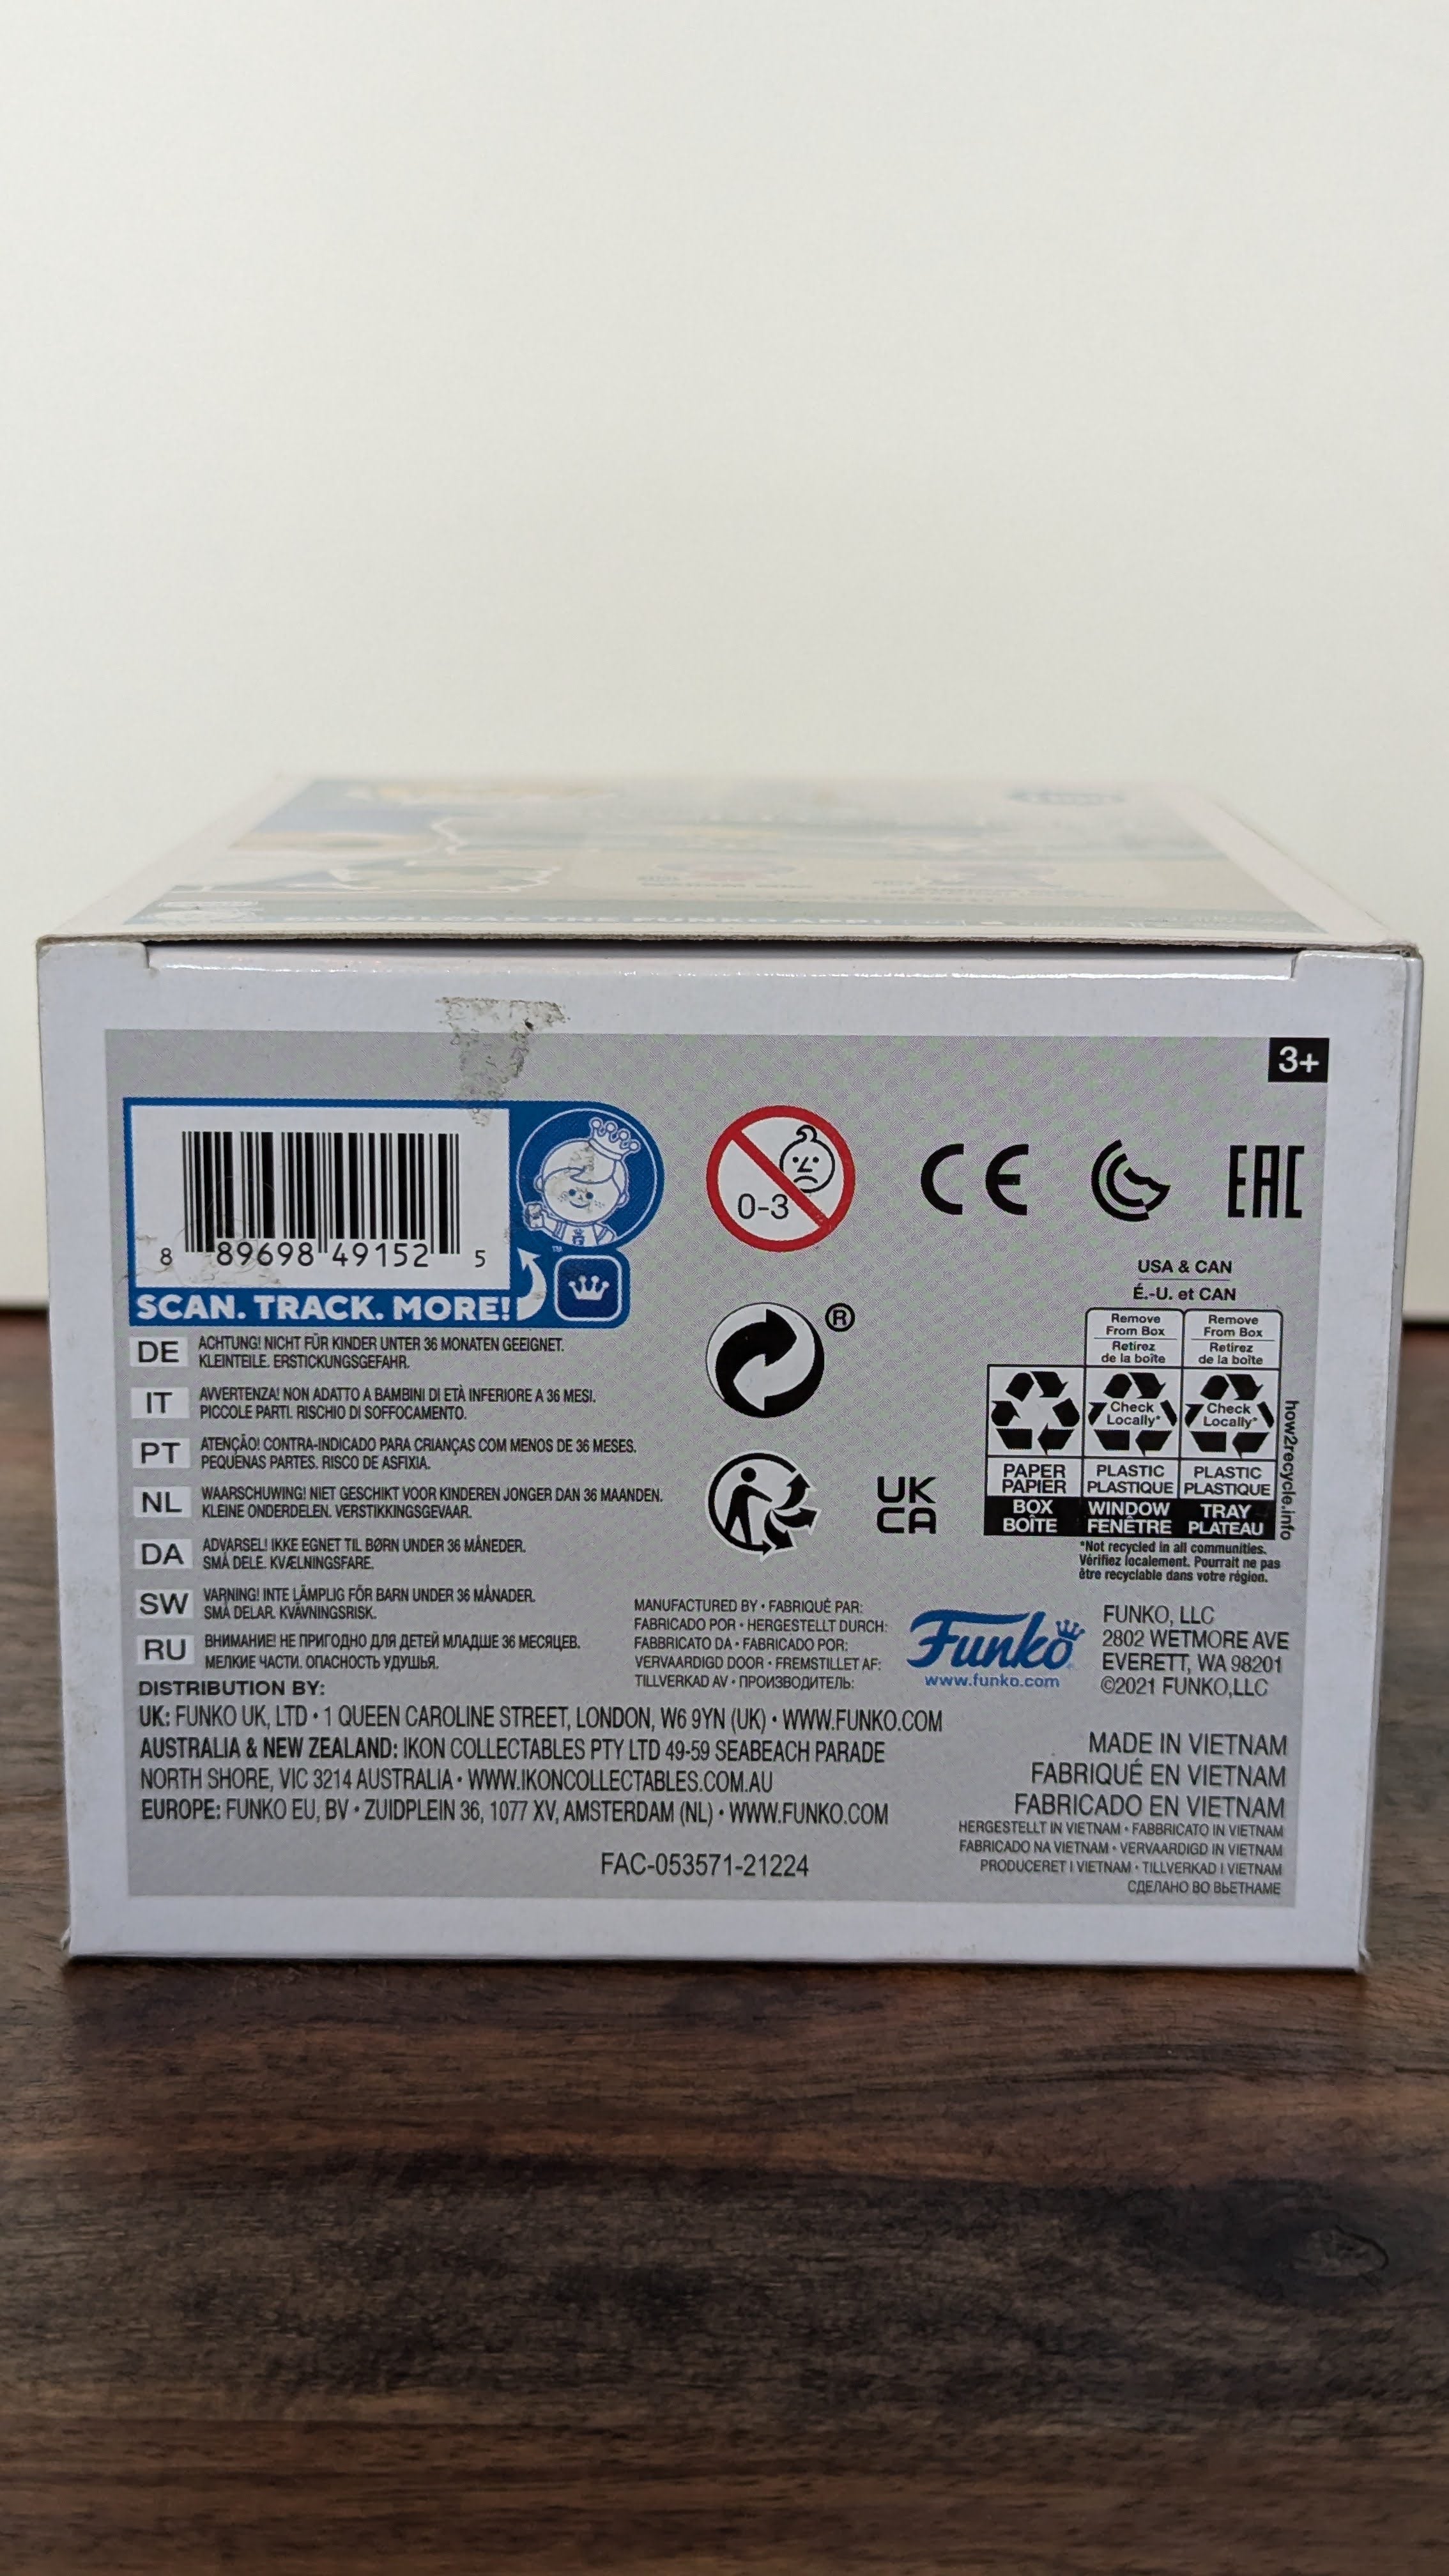 DOWNLOAD THE FUNKO APP!
3+
8 89698 49152 5
™
SCAN. TRACK. MORE!
0-3
CE
EAC
®
UK
CA
USA & CAN
É.-U. et CAN
Remove From Box
Retirez de la boîte
Remove From Box
Retirez de la boîte
Check Locally*
Check Locally*
PAPER PAPIER
PLASTIC PLASTIQUE
PLASTIC PLASTIQUE
BOX BOÎTE
WINDOW FENÊTRE
TRAY PLATEAU
how2recycle.info
*Not recycled in all communities.
Vérifiez localement. Pourrait ne pas
être recyclable dans votre région.
DE ACHTUNG! NICHT FÜR KINDER UNTER 36 MONATEN GEEIGNET.
KLEINTEILE. ERSTICKUNGSGEFAHR.
IT AVVERTENZA! NON ADATTO A BAMBINI DI ETÀ INFERIORE A 36 MESI.
PICCOLE PARTI. RISCHIO DI SOFFOCAMENTO.
PT ATENÇÃO! CONTRA-INDICADO PARA CRIANÇAS COM MENOS DE 36 MESES.
PEQUENAS PARTES. RISCO DE ASFIXIA.
NL WAARSCHUWING! NIET GESCHIKT VOOR KINDEREN JONGER DAN 36 MAANDEN.
KLEINE ONDERDELEN. VERSTIKKINGSGEVAAR.
DA ADVARSEL! IKKE EGNET TIL BØRN UNDER 36 MÅNEDER.
SMÅ DELE. KVÆLNINGSFARE.
SW VARNING! INTE LÄMPLIG FÖR BARN UNDER 36 MÅNADER.
SMÅ DELAR. KVÄVNINGSRISK.
RU ВНИМАНИЕ! НЕ ПРИГОДНО ДЛЯ ДЕТЕЙ МЛАДШЕ 36 МЕСЯЦЕВ.
МЕЛКИЕ ЧАСТИ. ОПАСНОСТЬ УДУШЬЯ.
MANUFACTURED BY • FABRIQUÉ PAR:
FABRICADO POR • HERGESTELLT DURCH:
FABBRICATO DA • FABRICADO POR:
VERVAARDIGD DOOR • FREMSTILLET AF:
TILLVERKAD AV • ПРОИЗВОДИТЕЛЬ:
Funko
www.funko.com
FUNKO, LLC
2802 WETMORE AVE
EVERETT, WA 98201
©2021 FUNKO,LLC
DISTRIBUTION BY:
UK: FUNKO UK, LTD • 1 QUEEN CAROLINE STREET, LONDON, W6 9YN (UK) • WWW.FUNKO.COM
AUSTRALIA & NEW ZEALAND: IKON COLLECTABLES PTY LTD 49-59 SEABEACH PARADE
NORTH SHORE, VIC 3214 AUSTRALIA • WWW.IKONCOLLECTABLES.COM.AU
EUROPE: FUNKO EU, BV • ZUIDPLEIN 36, 1077 XV, AMSTERDAM (NL) • WWW.FUNKO.COM
MADE IN VIETNAM
FABRIQUÉ EN VIETNAM
FABRICADO EN VIETNAM
HERGESTELLT IN VIETNAM • FABBRICATO IN VIETNAM
FABRICADO NA VIETNAM • VERVAARDIGD IN VIETNAM
PRODUCERET I VIETNAM • TILLVERKAD I VIETNAM
СДЕЛАНО ВО ВЬЕТНАМЕ
FAC-053571-21224